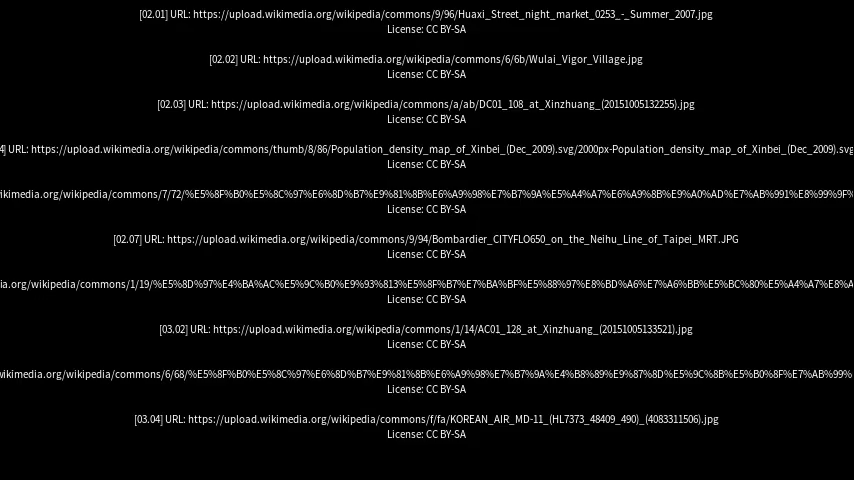 [02.01] URL: https://upload.wikimedia.org/wikipedia/commons/9/96/Huaxi_Street_night_market_0253_-_Summer_2007.jpg
License: CC BY-SA
[02.02] URL: https://upload.wikimedia.org/wikipedia/commons/6/6b/Wulai_Vigor_Village.jpg
License: CC BY-SA
[02.03] URL: https://upload.wikimedia.org/wikipedia/commons/a/ab/DC01_108_at_Xinzhuang_(20151005132255).jpg
License: CC BY-SA
4] URL: https://upload.wikimedia.org/wikipedia/commons/thumb/8/86/Population_density_map_of_Xinbei_(Dec_2009).svg/2000px-Population_density_map_of_Xinbei_(Dec_2009).svg
License: CC BY-SA
ikimedia.org/wikipedia/commons/7/72/%E5%8F%B0%E5%8C%97%E6%8D%B7%E9%81%8B%E6%A9%98%E7%B7%9A%E5%A4%A7%E6%A9%8B%E9%A0%AD%E7%AB%991%E8%99%9F%
License: CC BY-SA
[02.07] URL: https://upload.wikimedia.org/wikipedia/commons/9/94/Bombardier_CITYFLO650_on_the_Neihu_Line_of_Taipei_MRT.JPG
License: CC BY-SA
ia.org/wikipedia/commons/1/19/%E5%8D%97%E4%BA%AC%E5%9C%B0%E9%93%813%E5%8F%B7%E7%BA%BF%E5%88%97%E8%BD%A6%E7%A6%BB%E5%BC%80%E5%A4%A7%E8%A
License: CC BY-SA
[03.02] URL: https://upload.wikimedia.org/wikipedia/commons/1/14/AC01_128_at_Xinzhuang_(20151005133521).jpg
License: CC BY-SA
wikimedia.org/wikipedia/commons/6/68/%E5%8F%B0%E5%8C%97%E6%8D%B7%E9%81%8B%E6%A9%98%E7%B7%9A%E4%B8%89%E9%87%8D%E5%9C%8B%E5%B0%8F%E7%AB%99%
License: CC BY-SA
[03.04] URL: https://upload.wikimedia.org/wikipedia/commons/f/fa/KOREAN_AIR_MD-11_(HL7373_48409_490)_(4083311506).jpg
License: CC BY-SA